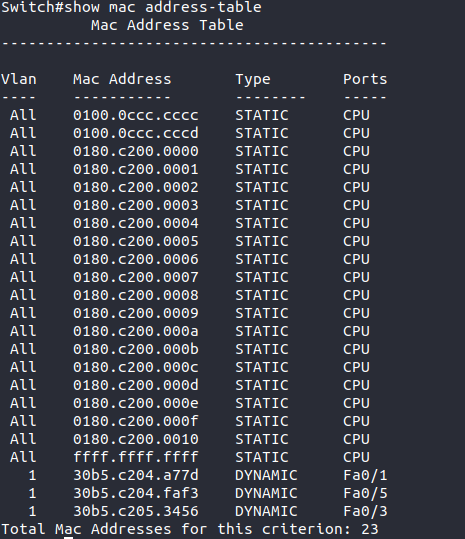 Switch#show mac address-table
          Mac Address Table
-------------------------------------------

Vlan    Mac Address       Type        Ports
----    -----------       --------    -----
 All    0100.0ccc.cccc    STATIC      CPU
 All    0100.0ccc.cccd    STATIC      CPU
 All    0180.c200.0000    STATIC      CPU
 All    0180.c200.0001    STATIC      CPU
 All    0180.c200.0002    STATIC      CPU
 All    0180.c200.0003    STATIC      CPU
 All    0180.c200.0004    STATIC      CPU
 All    0180.c200.0005    STATIC      CPU
 All    0180.c200.0006    STATIC      CPU
 All    0180.c200.0007    STATIC      CPU
 All    0180.c200.0008    STATIC      CPU
 All    0180.c200.0009    STATIC      CPU
 All    0180.c200.000a    STATIC      CPU
 All    0180.c200.000b    STATIC      CPU
 All    0180.c200.000c    STATIC      CPU
 All    0180.c200.000d    STATIC      CPU
 All    0180.c200.000e    STATIC      CPU
 All    0180.c200.000f    STATIC      CPU
 All    0180.c200.0010    STATIC      CPU
 All    ffff.ffff.ffff    STATIC      CPU
   1    30b5.c204.a77d    DYNAMIC     Fa0/1
   1    30b5.c204.faf3    DYNAMIC     Fa0/5
   1    30b5.c205.3456    DYNAMIC     Fa0/3
Total Mac Addresses for this criterion: 23